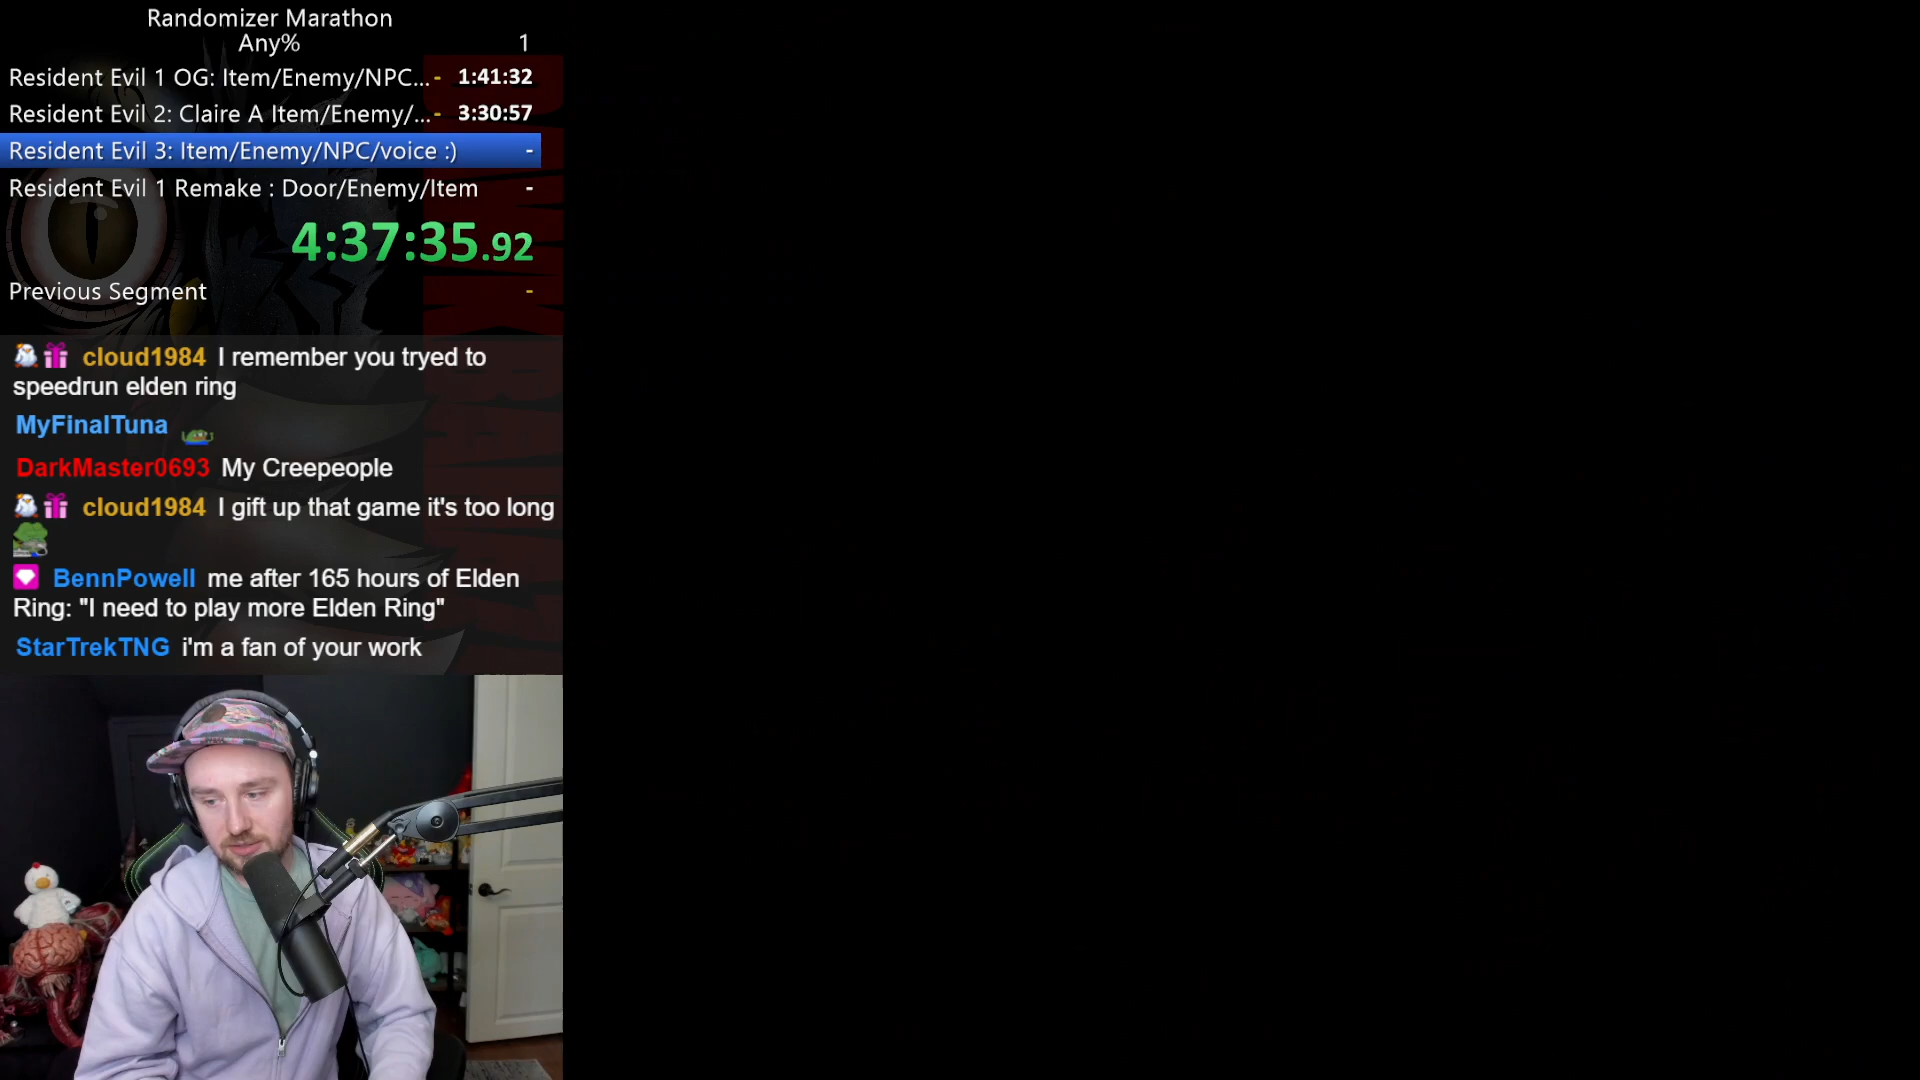 Randomizer Marathon
Any% 1
Resident Evil 1 OG: Item/Enemy/NPC... - 1:41:32
Resident Evil 2: Claire A Item/Enemy/... - 3:30:57
Resident Evil 3: Item/Enemy/NPC/voice :) -
Resident Evil 1 Remake : Door/Enemy/Item -
4:37:35.92
Previous Segment -
cloud1984 I remember you tryed to
speedrun elden ring
MyFinalTuna
DarkMaster0693 My Creepeople
cloud1984 I gift up that game it's too long
BennPowell me after 165 hours of Elden
Ring: "I need to play more Elden Ring"
StarTrekTNG i'm a fan of your work